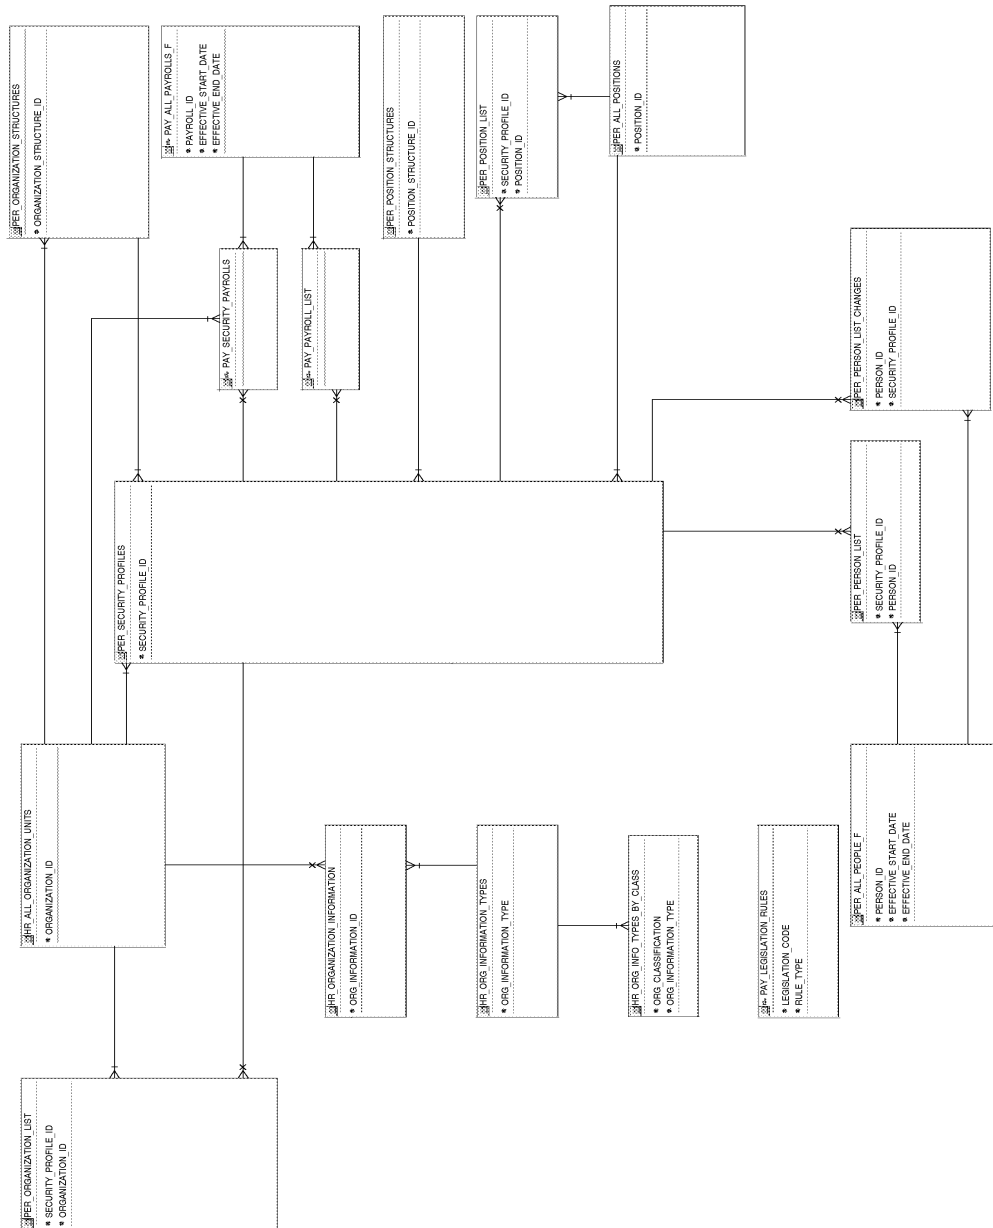 PER_ORGANIZATION_STRUCTURES
ORGANIZATION_STRUCTURE_ID
PAY_ALL_PAYROLLS_F
PAYROLL_ID
EFFECTIVE_START_DATE
EFFECTIVE_END_DATE
PER_POSITION_STRUCTURES
POSITION_STRUCTURE_ID
PER_POSITION_LIST
SECURITY_PROFILE_ID
POSITION_ID
PER_ALL_POSITIONS
POSITION_ID
PAY_SECURITY_PAYROLLS
PAY_PAYROLL_LIST
PER_PERSON_LIST_CHANGES
PERSON_ID
SECURITY_PROFILE_ID
PER_SECURITY_PROFILES
SECURITY_PROFILE_ID
PER_PERSON_LIST
SECURITY_PROFILE_ID
PERSON_ID
HR_ALL_ORGANIZATION_UNITS
ORGANIZATION_ID
HR_ORGANIZATION_INFORMATION
ORG_INFORMATION_ID
HR_ORG_INFORMATION_TYPES
ORG_INFORMATION_TYPE
HR_ORG_INFO_TYPES_BY_CLASS
ORG_CLASSIFICATION
ORG_INFORMATION_TYPE
PAY_LEGISLATION_RULES
LEGISLATION_CODE
RULE_TYPE
PER_ALL_PEOPLE_F
PERSON_ID
EFFECTIVE_START_DATE
EFFECTIVE_END_DATE
PER_ORGANIZATION_LIST
SECURITY_PROFILE_ID
ORGANIZATION_ID